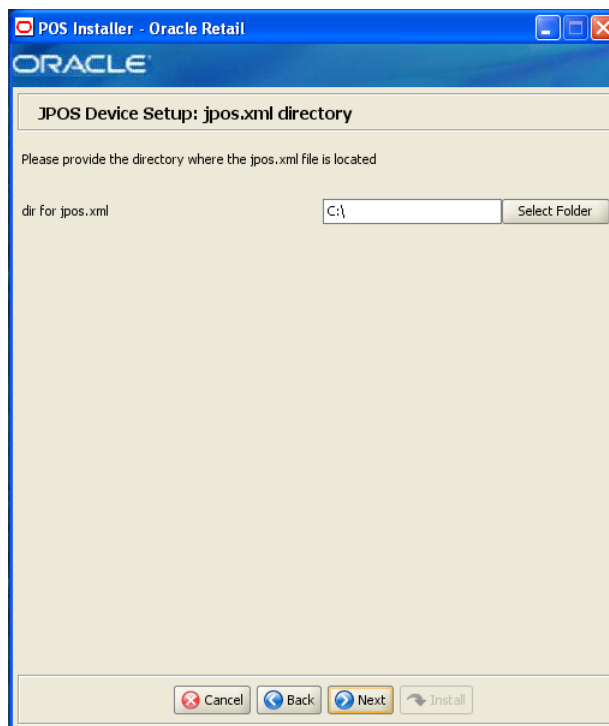 POS Installer - Oracle Retail
ORACLE
JPOS Device Setup: jpos.xml directory
Please provide the directory where the jpos.xml file is located
dir for jpos.xml C:\ Select Folder
Cancel Back Next Install